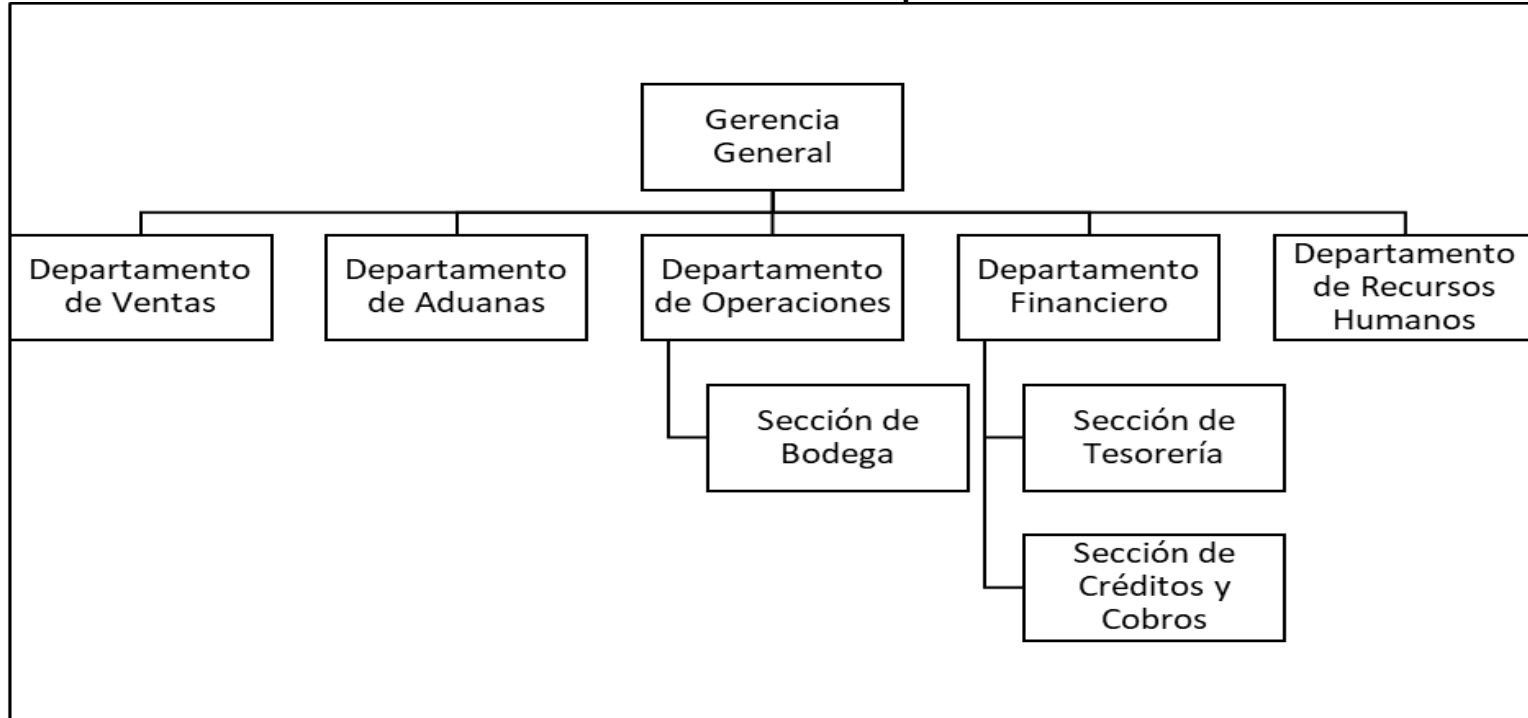 Gerencia
General
Departamento
de Ventas
Departamento
de Aduanas
Departamento
de Operaciones
Departamento
Financiero
Departamento
de Recursos
Humanos
Sección de
Bodega
Sección de
Tesorería
Sección de
Créditos y
Cobros